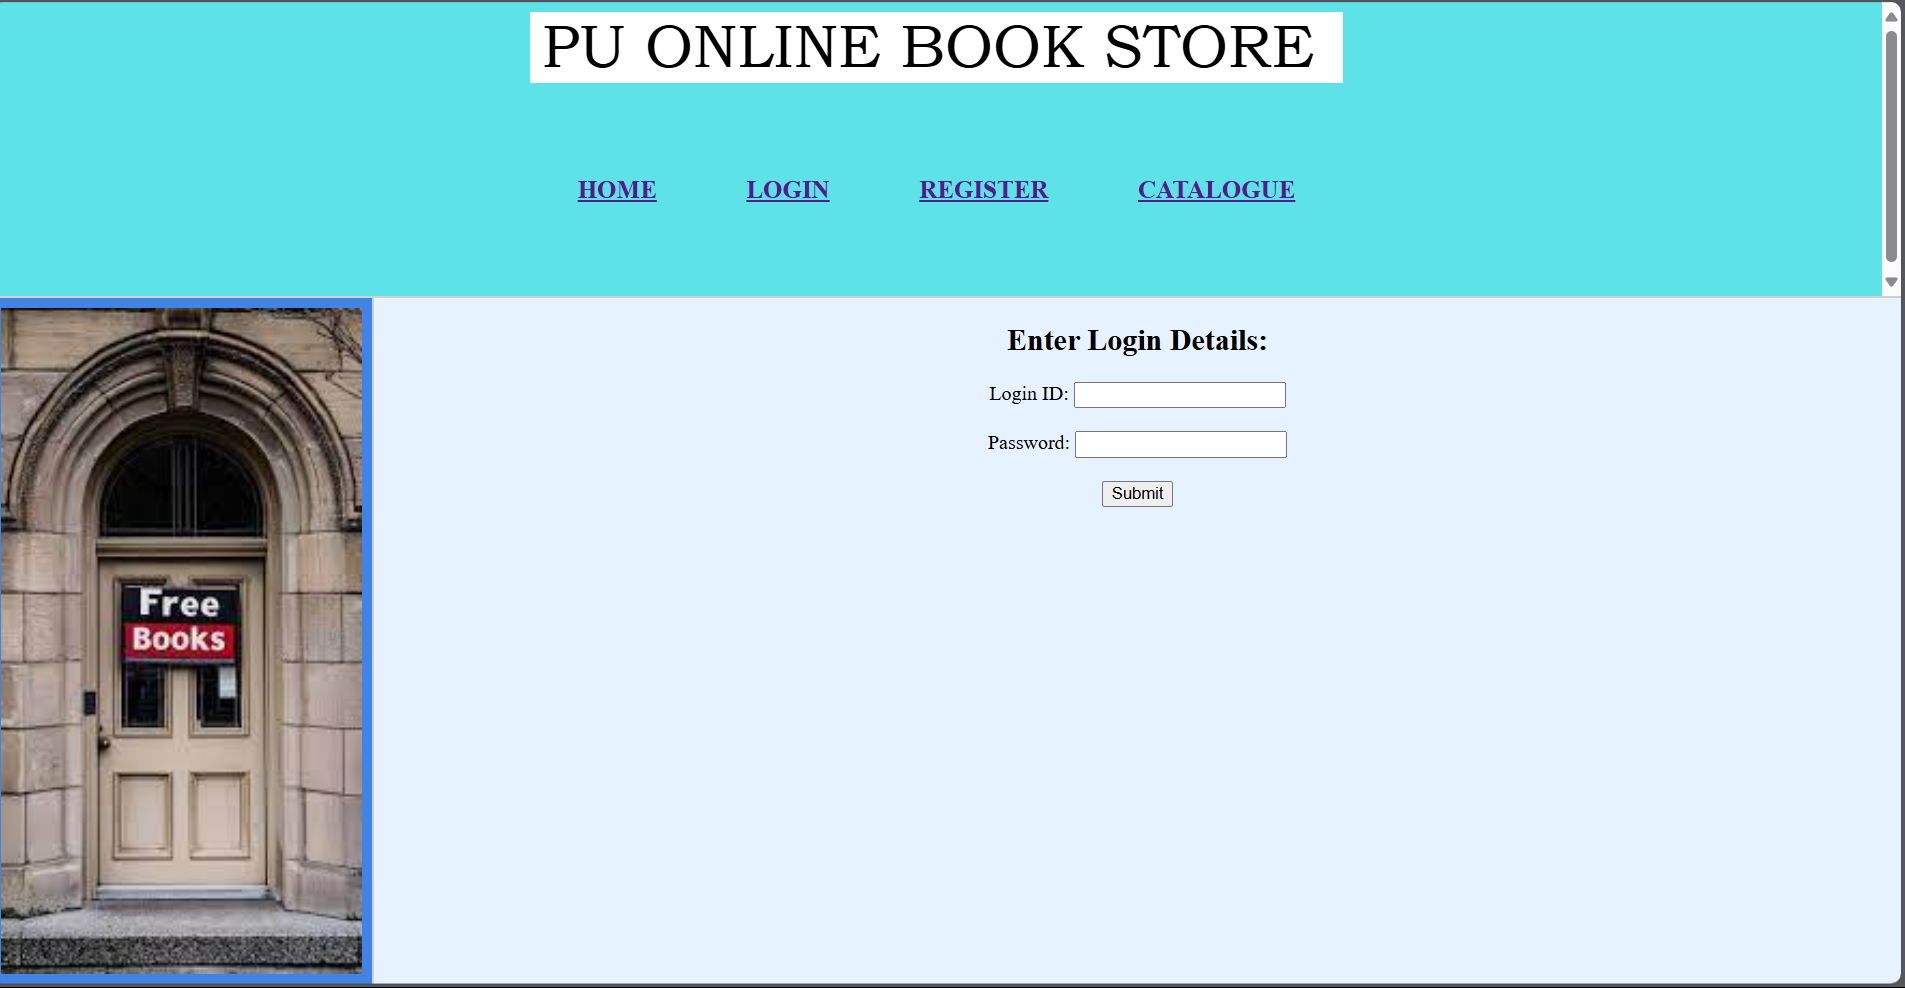 PU ONLINE BOOK STORE
HOME LOGIN REGISTER CATALOGUE
Free
Books
Enter Login Details:
Login ID:
Password:
Submit